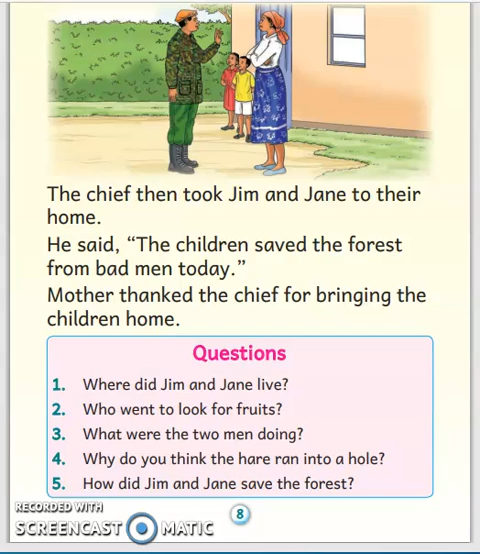 The chief then took Jim and Jane to their
home.
He said, “The children saved the forest
from bad men today.”
Mother thanked the chief for bringing the
children home.
Questions
1. Where did Jim and Jane live?
2. Who went to look for fruits?
3. What were the two men doing?
4. Why do you think the hare ran into a hole?
5. How did Jim and Jane save the forest?
8
RECORDED WITH
SCREENCAST MATIC